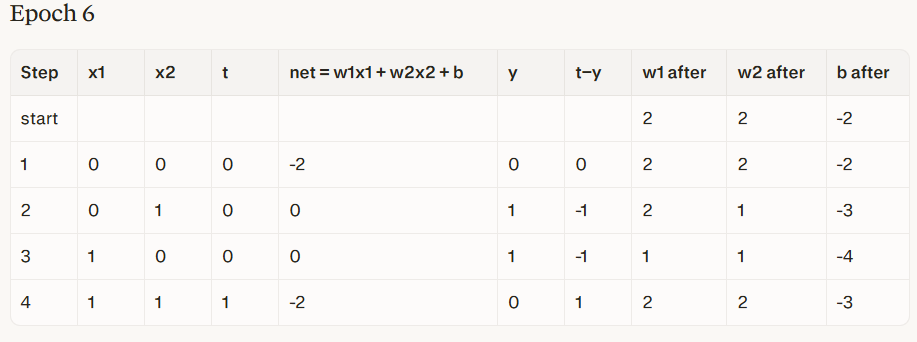 Epoch 6
Step x1 x2 t net = w1x1 + w2x2 + b y t−y w1 after w2 after b after
start 2 2 -2
1 0 0 0 -2 0 0 2 2 -2
2 0 1 0 0 1 -1 2 1 -3
3 1 0 0 0 1 -1 1 1 -4
4 1 1 1 -2 0 1 2 2 -3